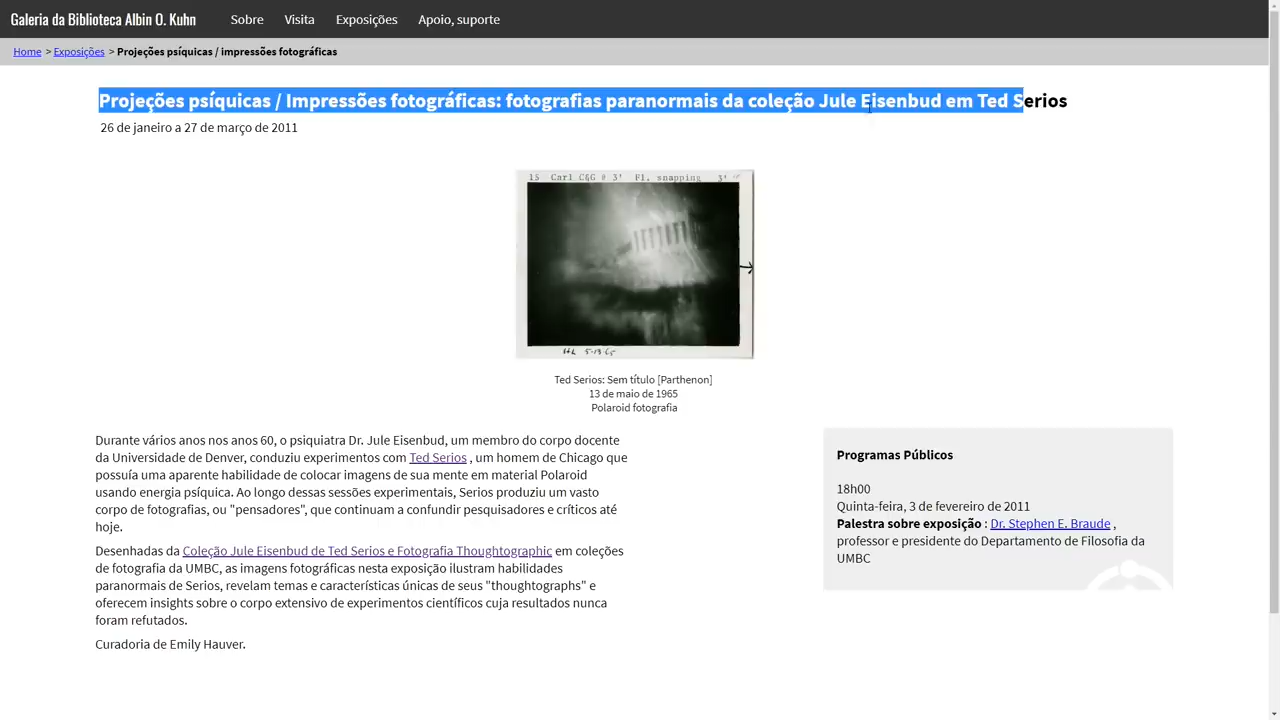 Galeria da Biblioteca Albin O. Kuhn Sobre Visita Exposições Apoio, suporte
Home > Exposições > Projeções psíquicas / impressões fotográficas
Projeções psíquicas / Impressões fotográficas: fotografias paranormais da coleção Jule Eisenbud em Ted Serios
26 de janeiro a 27 de março de 2011
15 Carl C&G # 3' Fl. snapping 3'
5-13 65
Ted Serios: Sem título [Parthenon]
13 de maio de 1965
Polaroid fotografia
Durante vários anos nos anos 60, o psiquiatra Dr. Jule Eisenbud, um membro do corpo docente
da Universidade de Denver, conduziu experimentos com Ted Serios , um homem de Chicago que
possuía uma aparente habilidade de colocar imagens de sua mente em material Polaroid
usando energia psíquica. Ao longo dessas sessões experimentais, Serios produziu um vasto
corpo de fotografias, ou "pensadores", que continuam a confundir pesquisadores e críticos até
hoje.
Desenhadas da Coleção Jule Eisenbud de Ted Serios e Fotografia Thoughtographic em coleções
de fotografia da UMBC, as imagens fotográficas nesta exposição ilustram habilidades
paranormais de Serios, revelam temas e características únicas de seus "thoughtographs" e
oferecem insights sobre o corpo extensivo de experimentos científicos cuja resultados nunca
foram refutados.
Curadoria de Emily Hauver.
Programas Públicos
18h00
Quinta-feira, 3 de fevereiro de 2011
Palestra sobre exposição : Dr. Stephen E. Braude ,
professor e presidente do Departamento de Filosofia da
UMBC